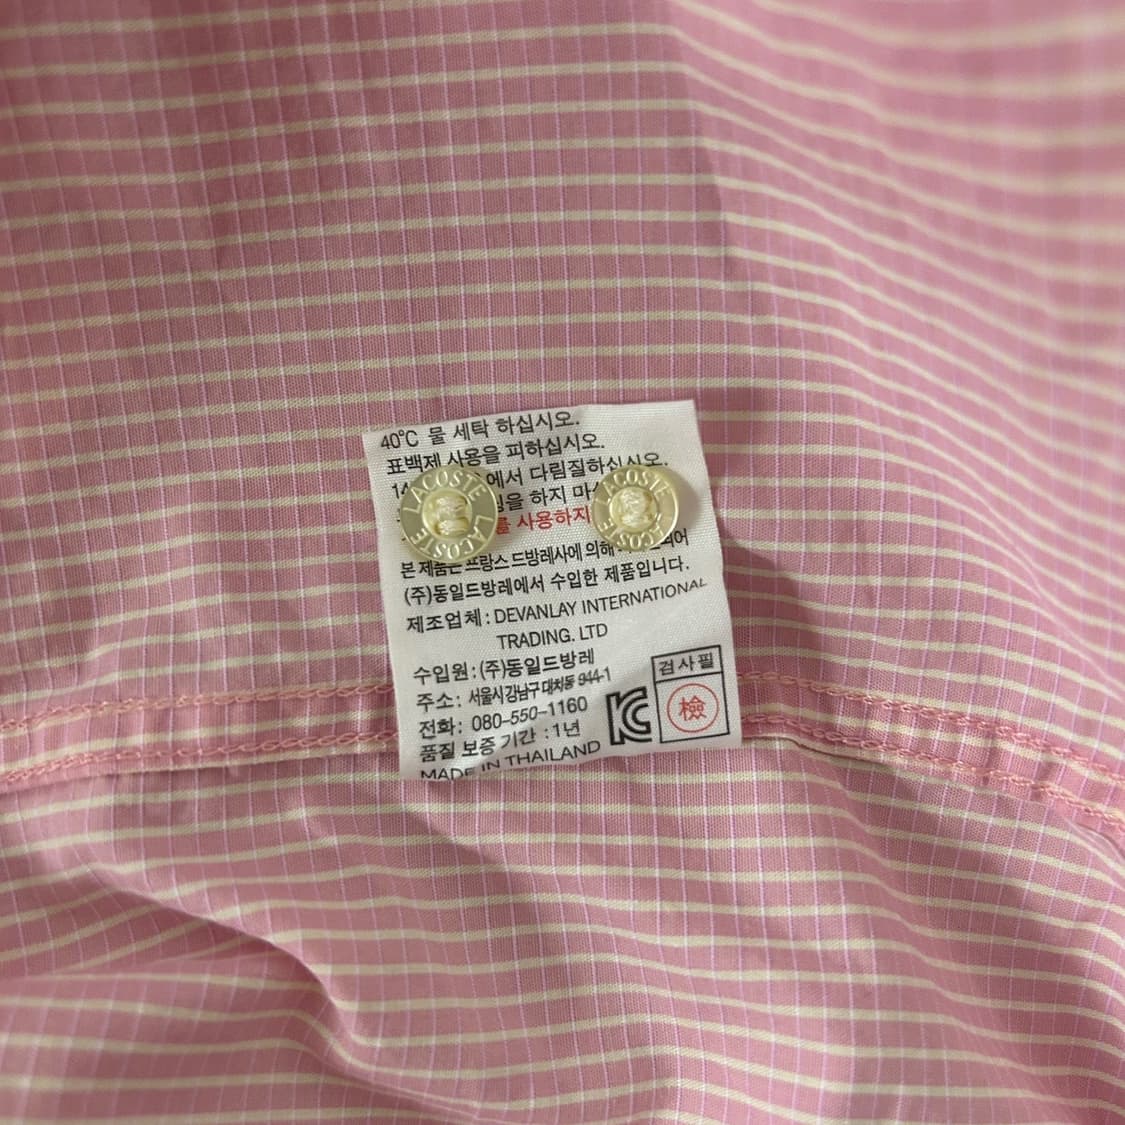 40℃ 물 세탁 하십시오.
표백제 사용을 피하십시오.
에서 다림질하십시오.
을 하지
를 사용하지
LACOSTE LACOSTE
LACOSTE LACOSTE
본 제품은 프랑스 드방레사에 의해
(주)동일드방레에서 수입한 제품입니다.
제조업체: DEVANLAY INTERNATIONAL
TRADING. LTD
수입원: (주)동일드방레
주소: 서울시 강남구 대치동 944-1
전화: 080-550-1160
품질 보증 기간 : 1년
MADE IN THAILAND
검사필
檢